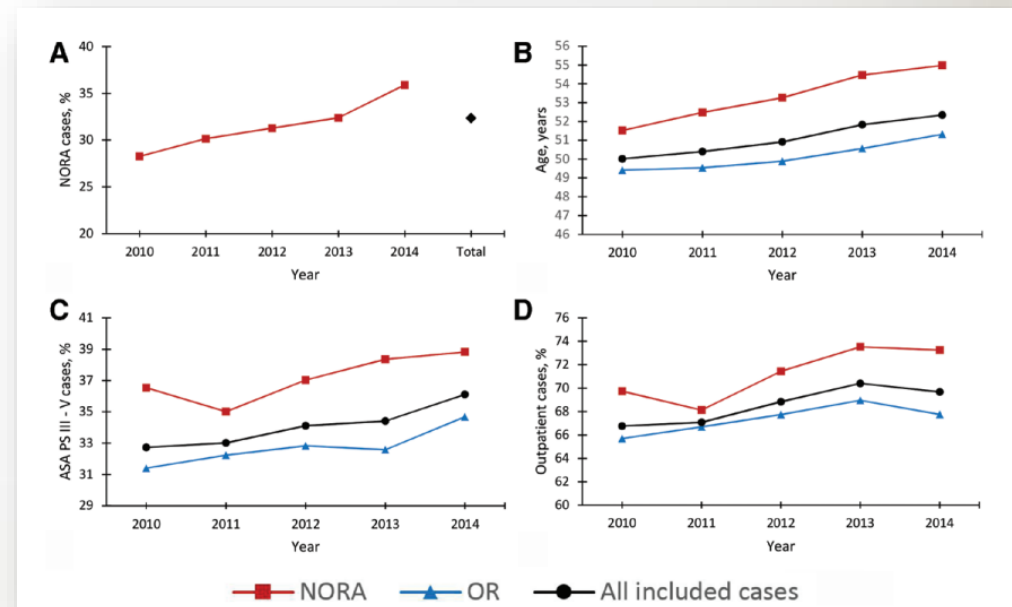 A
NORA cases, %
40
35
30
25
20
2010 2011 2012 2013 2014 Total
Year
B
Age, years
56
55
54
53
52
51
50
49
48
47
46
2010 2011 2012 2013 2014
Year
C
ASA PS III - V cases, %
41
39
37
35
33
31
29
2010 2011 2012 2013 2014
Year
D
Outpatient cases, %
76
74
72
70
68
66
64
62
60
2010 2011 2012 2013 2014
Year
NORA OR All included cases